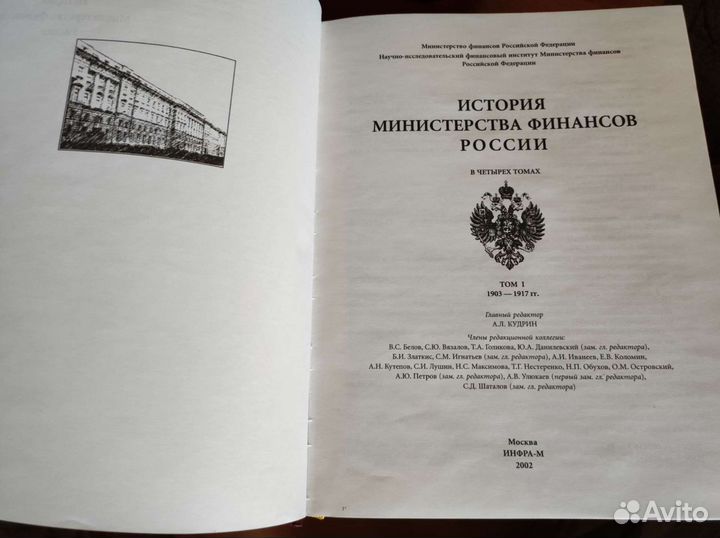 Министерство финансов Российской Федерации
Научно-исследовательский финансовый институт Министерства финансов
Российской Федерации
ИСТОРИЯ
МИНИСТЕРСТВА ФИНАНСОВ
РОССИИ
В ЧЕТЫРЕХ ТОМАХ
ТОМ 1
1903 — 1917 гг.
Главный редактор
А.Л. КУДРИН
Члены редакционной коллегии:
В.С. Белов, С.Ю. Вязалов, Т.А. Голикова, Ю.А. Данилевский (зам. гл. редактора),
Б.И. Златкис, С.М. Игнатьев (зам. гл. редактора), А.И. Иванеев, Е.В. Коломин,
А.Н. Кутепов, С.И. Лушин, Н.С. Максимова, Т.Г. Нестеренко, Н.П. Обухов, О.М. Островский,
А.Ю. Петров (зам. гл. редактора), А.В. Улюкаев (первый зам. гл. редактора),
С.Д. Шаталов (зам. гл. редактора)
Москва
ИНФРА-М
2002
1*
Avito